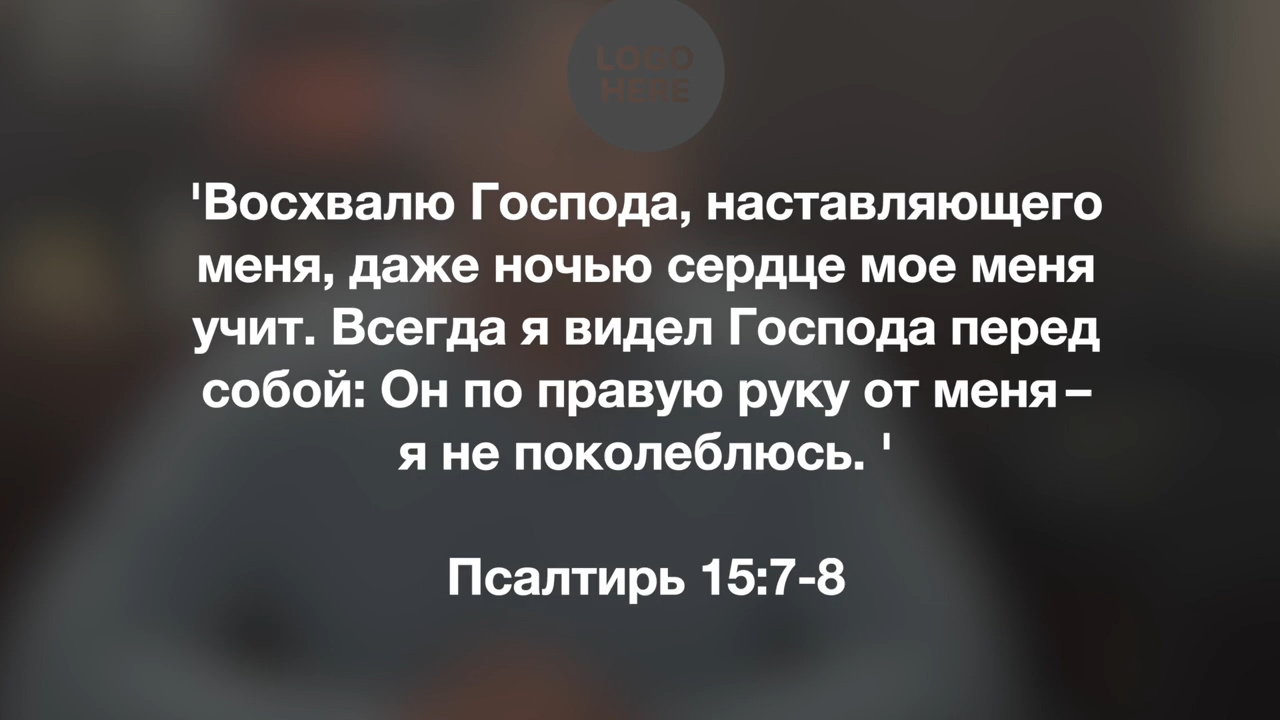 LOGO
HERE
'Восхвалю Господа, наставляющего
меня, даже ночью сердце мое меня
учит. Всегда я видел Господа перед
собой: Он по правую руку от меня –
я не поколеблюсь. '
Псалтирь 15:7-8